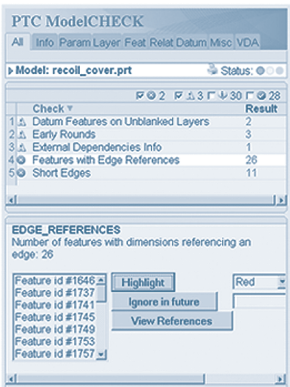 PTC ModelCHECK
All Info Param Layer Feat Relat Datum Misc VDA
Model: recoil_cover.prt Status:
2 3 30 28
Check Result
1 Datum Features on Unblanked Layers 2
2 Early Rounds 3
3 External Dependencies Info 1
4 Features with Edge References 26
5 Short Edges 11
EDGE_REFERENCES
Number of features with dimensions referencing an
edge: 26
Feature id #1646 Highlight Red
Feature id #1737
Feature id #1741 Ignore in future
Feature id #1745 View References
Feature id #1749
Feature id #1753
Feature id #1757